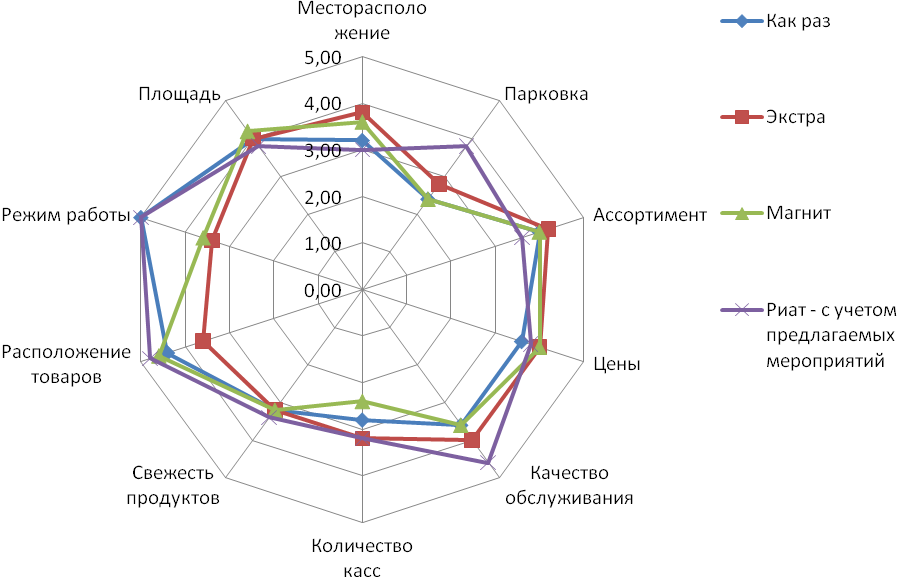 Месторасполо
жение
Парковка
Ассортимент
Цены
Качество
обслуживания
Количество
касс
Свежесть
продуктов
Расположение
товаров
Режим работы
Площадь
5,00
4,00
3,00
2,00
1,00
0,00
Как раз
Экстра
Магнит
Риат - с учетом
предлагаемых
мероприятий